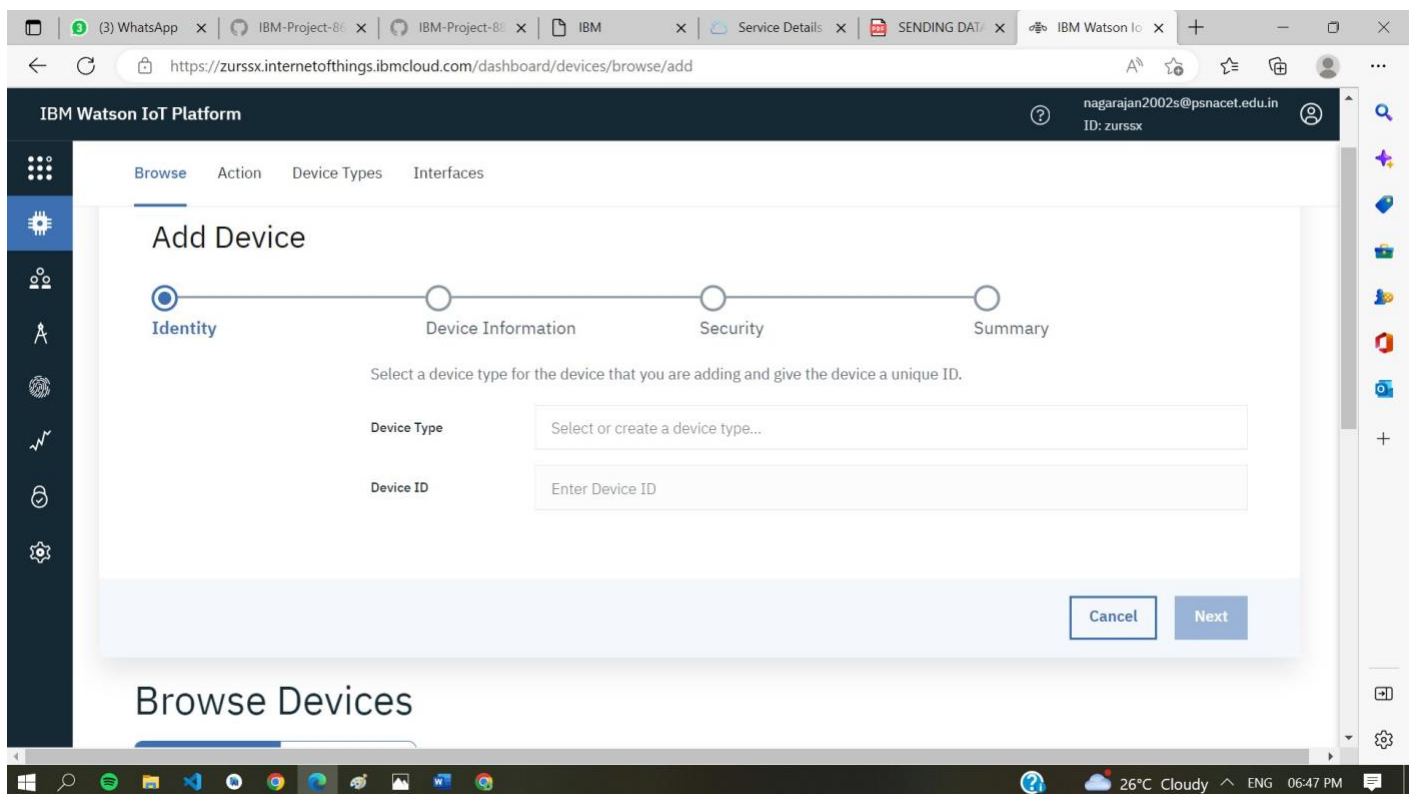 (3) WhatsApp
IBM-Project-86
IBM-Project-88
IBM
Service Details
SENDING DATA
IBM Watson Io
https://zurssx.internetofthings.ibmcloud.com/dashboard/devices/browse/add
IBM Watson IoT Platform
nagarajan2002s@psnacet.edu.in
ID: zurssx
Browse Action Device Types Interfaces
Add Device
Identity Device Information Security Summary
Select a device type for the device that you are adding and give the device a unique ID.
Device Type Select or create a device type...
Device ID Enter Device ID
Cancel Next
Browse Devices
26°C Cloudy ENG 06:47 PM